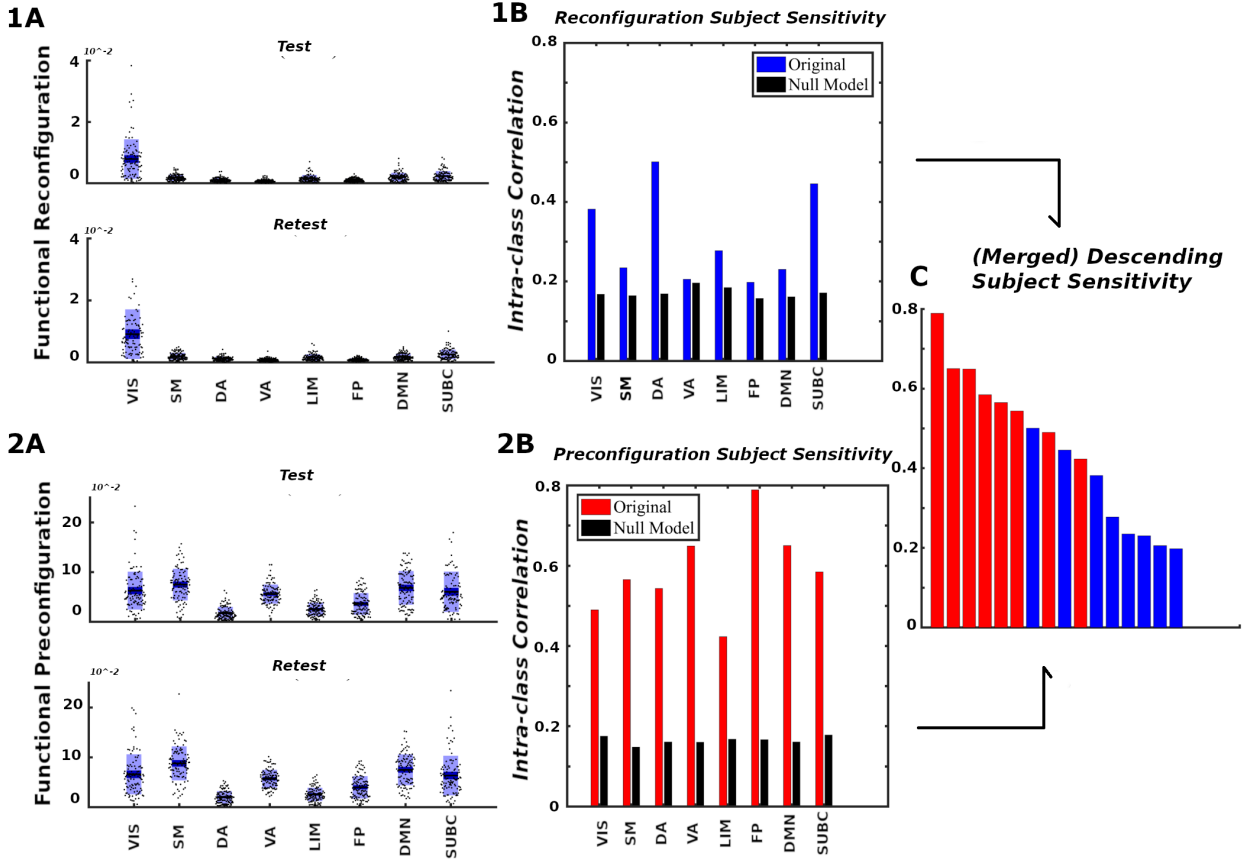 1A
Test
10^-2
Functional Reconfiguration
4
2
0
Retest
10^-2
4
2
0
VIS
SM
DA
VA
LIM
FP
DMN
SUBC
1B
Reconfiguration Subject Sensitivity
Intra-class Correlation
0.8
0.6
0.4
0.2
0
Original
Null Model
VIS
SM
DA
VA
LIM
FP
DMN
SUBC
2A
Test
10^-2
Functional Preconfiguration
20
10
0
Retest
10^-2
20
10
0
VIS
SM
DA
VA
LIM
FP
DMN
SUBC
2B
Preconfiguration Subject Sensitivity
Intra-class Correlation
0.8
0.6
0.4
0.2
0
Original
Null Model
VIS
SM
DA
VA
LIM
FP
DMN
SUBC
C
(Merged) Descending
Subject Sensitivity
0.8
0.6
0.4
0.2
0